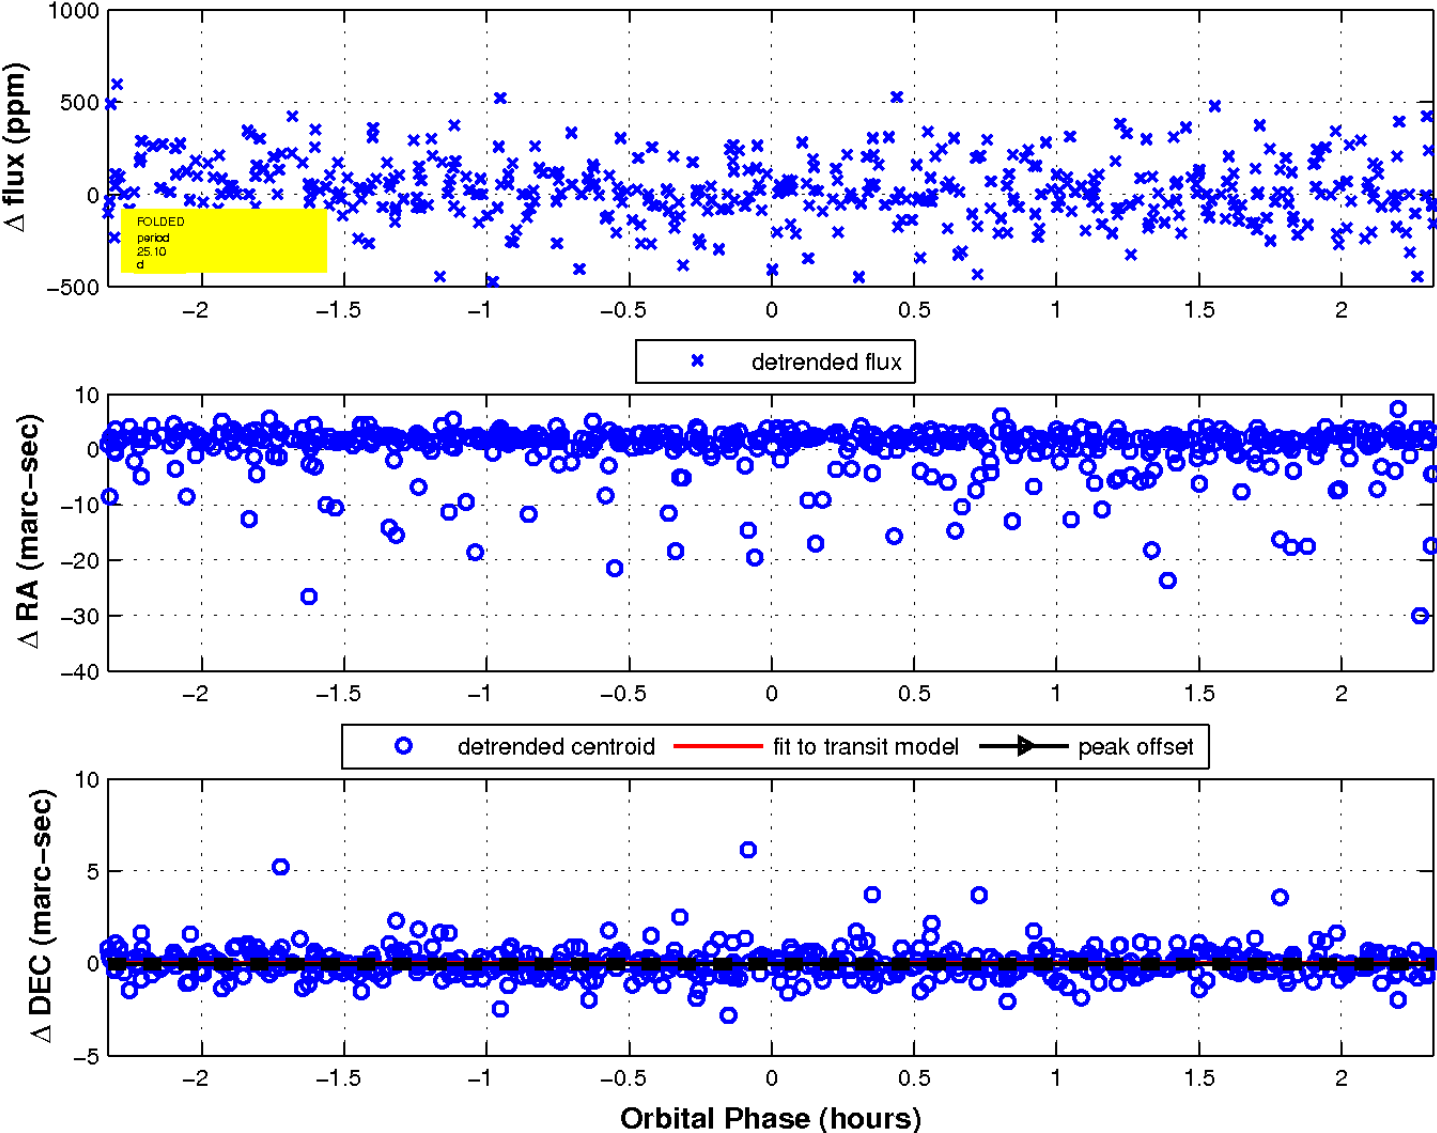 1000
500
0
−500
Δ flux (ppm)
FOLDED
period
25.10
d
−2 −1.5 −1 −0.5 0 0.5 1 1.5 2
detrended flux
10
0
−10
−20
−30
−40
Δ RA (marc−sec)
−2 −1.5 −1 −0.5 0 0.5 1 1.5 2
detrended centroid fit to transit model peak offset
10
5
0
−5
Δ DEC (marc−sec)
−2 −1.5 −1 −0.5 0 0.5 1 1.5 2
Orbital Phase (hours)